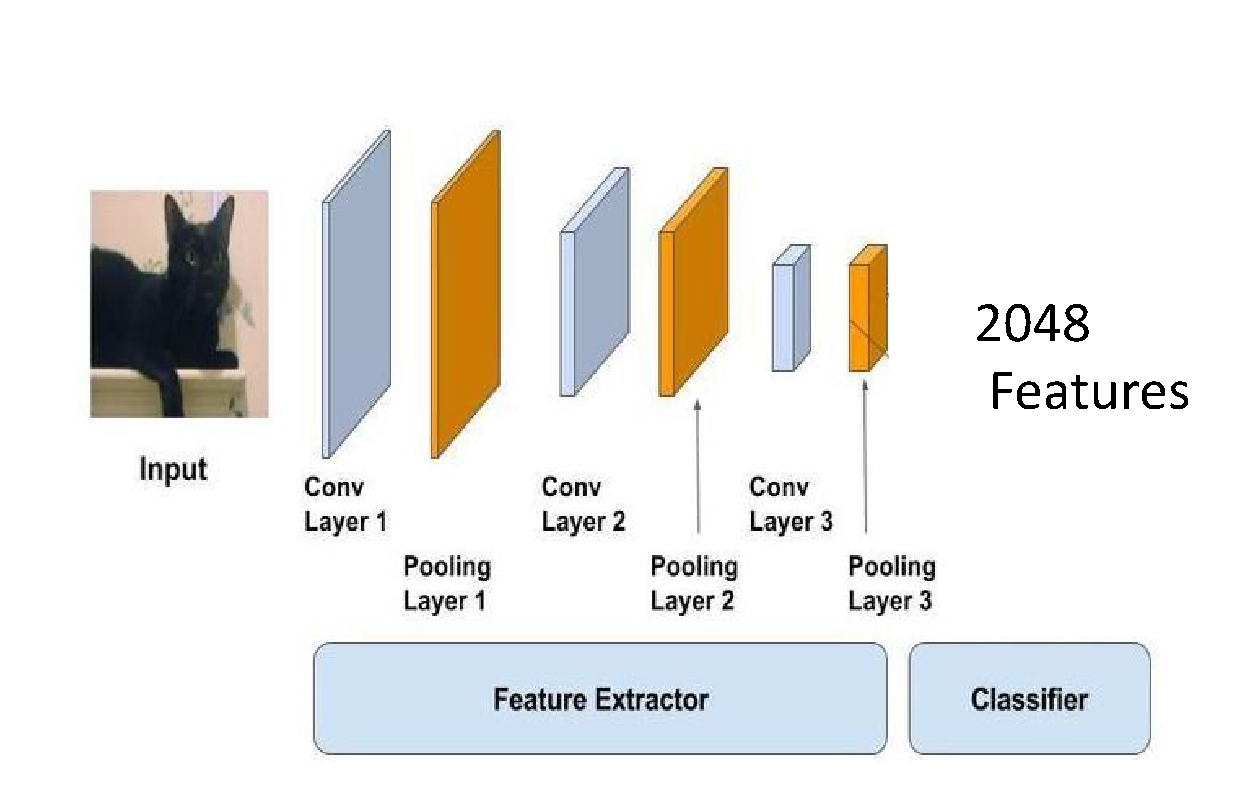 2048
Features
Input
Conv
Layer 1
Conv
Layer 2
Conv
Layer 3
Pooling
Layer 1
Pooling
Layer 2
Pooling
Layer 3
Feature Extractor
Classifier